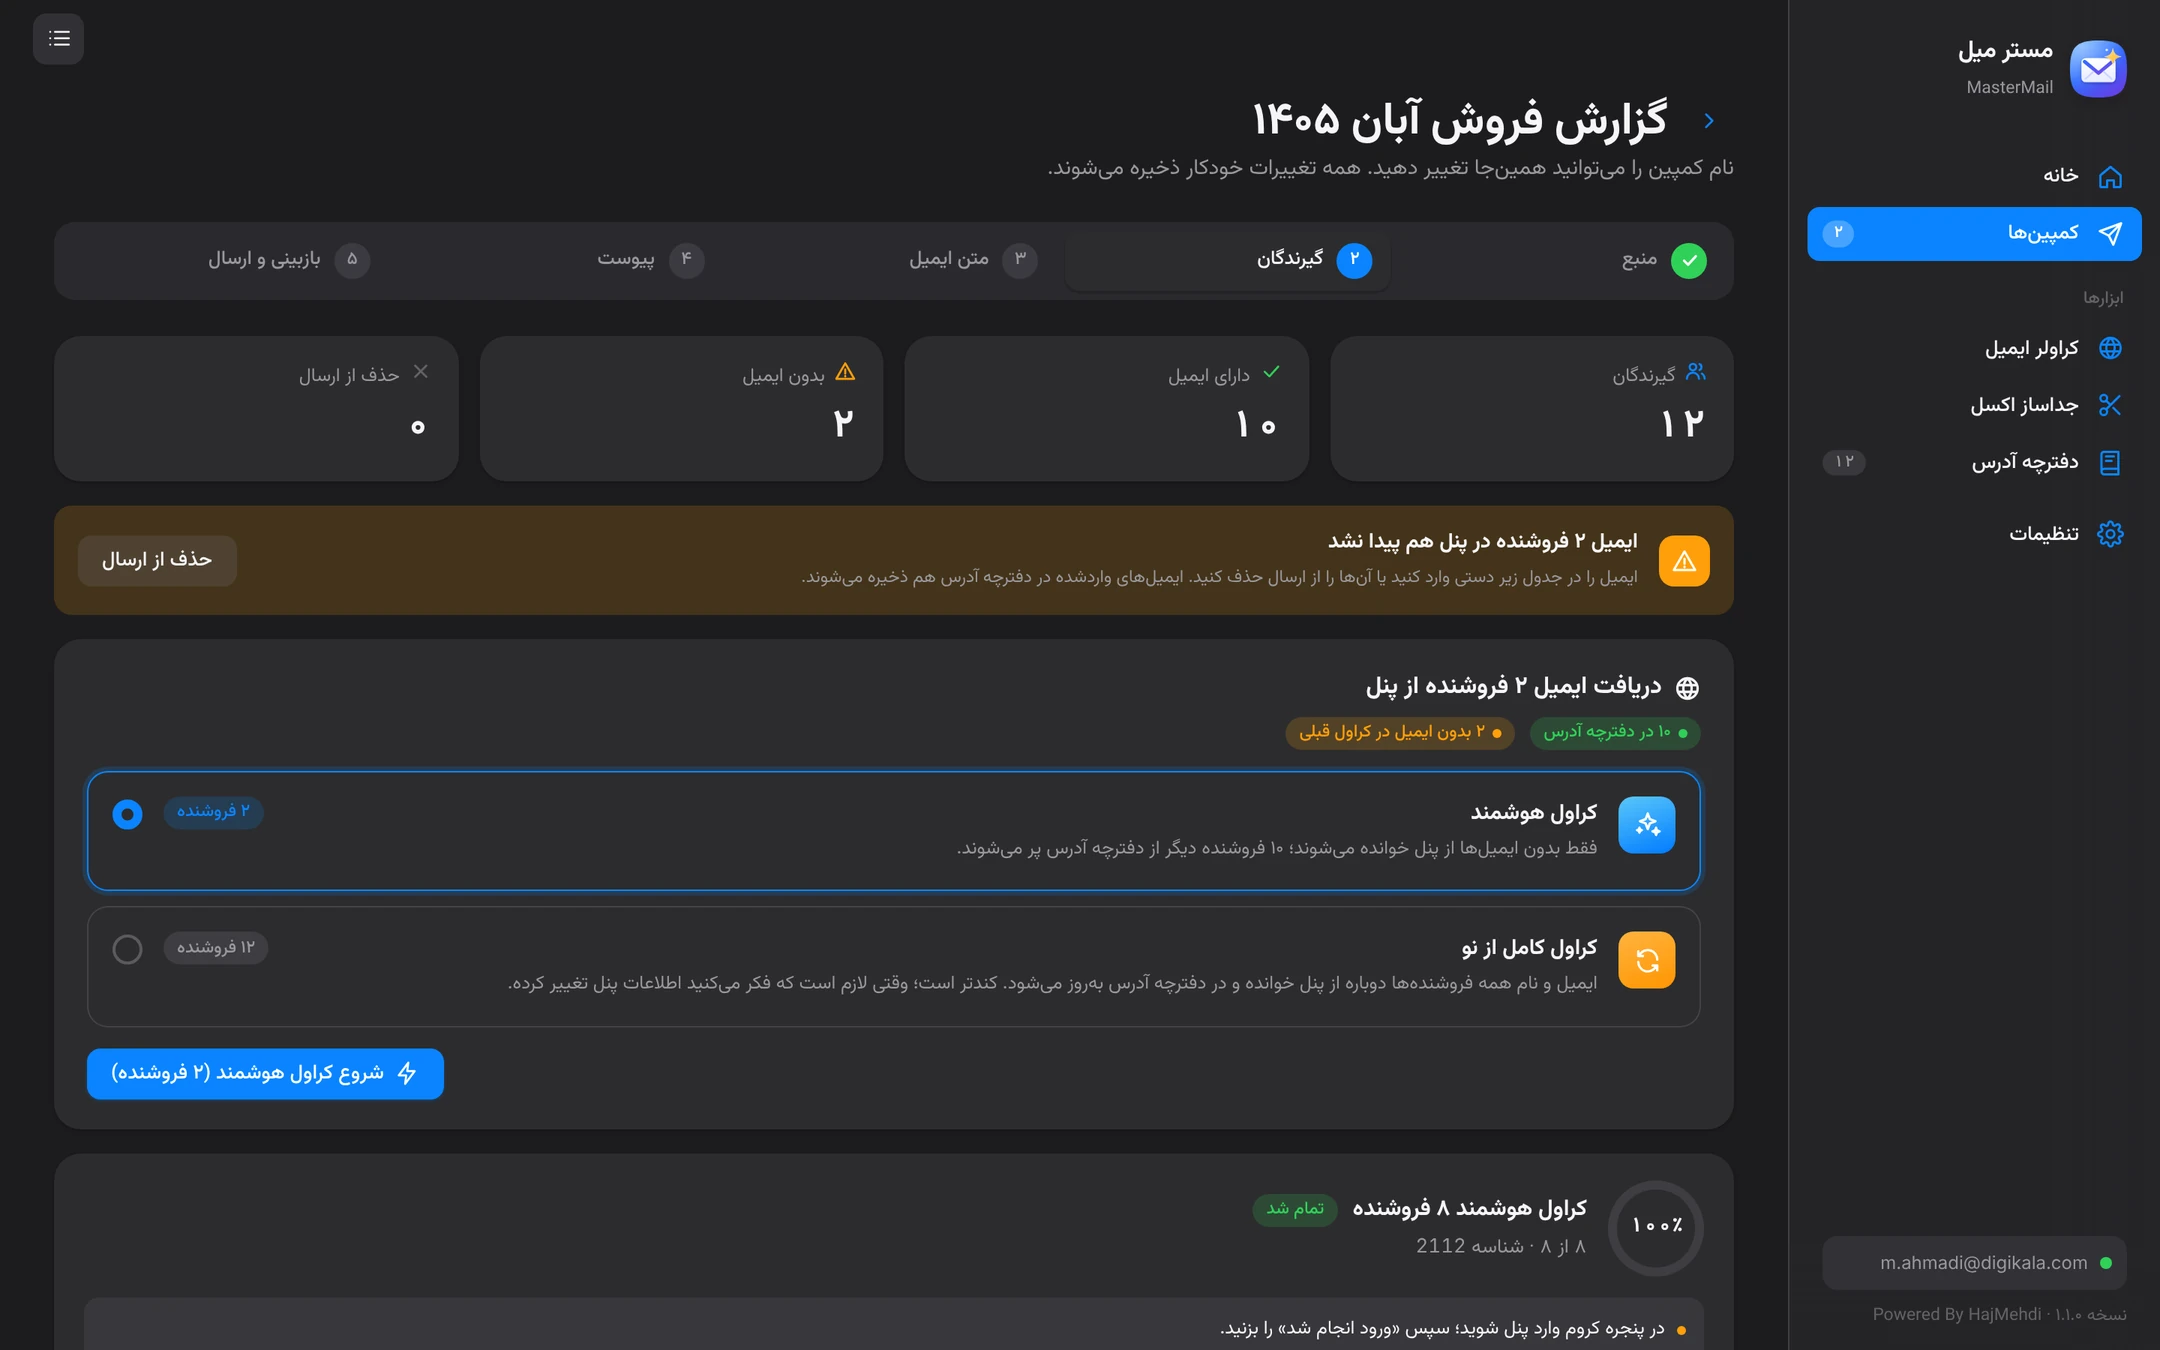 مستر میل
MasterMail
خانه
کمپین‌ها
۲
ابزارها
کراولر ایمیل
جداساز اکسل
دفترچه آدرس
۱۲
تنظیمات
m.ahmadi@digikala.com
نسخه ۱.۱.۰ · Powered By HajMehdi
گزارش فروش آبان ۱۴۰۵
نام کمپین را می‌توانید همین‌جا تغییر دهید. همه تغییرات خودکار ذخیره می‌شوند.
منبع
۲ گیرندگان
۳ متن ایمیل
۴ پیوست
۵ بازبینی و ارسال
گیرندگان
۱۲
دارای ایمیل
۱۰
بدون ایمیل
۲
حذف از ارسال
۰
ایمیل ۲ فروشنده در پنل هم پیدا نشد
ایمیل را در جدول زیر دستی وارد کنید یا آن‌ها را از ارسال حذف کنید. ایمیل‌های واردشده در دفترچه آدرس هم ذخیره می‌شوند.
حذف از ارسال
دریافت ایمیل ۲ فروشنده از پنل
۱۰ در دفترچه آدرس
۲ بدون ایمیل در کراول قبلی
کراول هوشمند
۲ فروشنده
فقط بدون ایمیل‌ها از پنل خوانده می‌شوند؛ ۱۰ فروشنده دیگر از دفترچه آدرس پر می‌شوند.
کراول کامل از نو
۱۲ فروشنده
ایمیل و نام همه فروشنده‌ها دوباره از پنل خوانده و در دفترچه آدرس به‌روز می‌شود. کندتر است؛ وقتی لازم است که فکر می‌کنید اطلاعات پنل تغییر کرده.
شروع کراول هوشمند (۲ فروشنده)
۱۰۰٪
کراول هوشمند ۸ فروشنده
تمام شد
۸ از ۸ · شناسه 2112
در پنجره کروم وارد پنل شوید؛ سپس «ورود انجام شد» را بزنید.